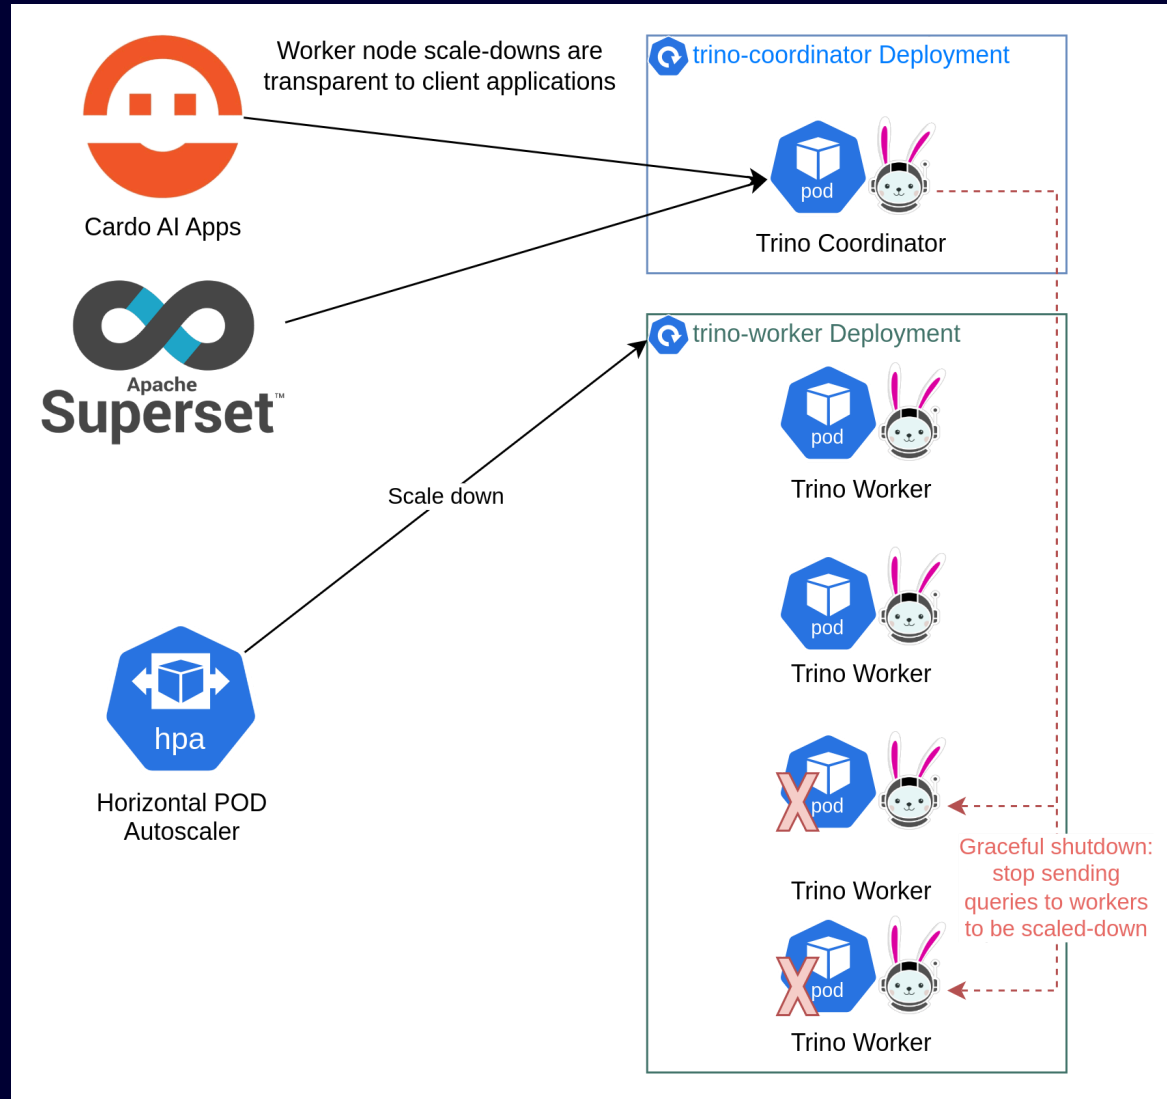 Worker node scale-downs are
transparent to client applications
Cardo AI Apps
Apache
Superset™
Scale down
hpa
Horizontal POD
Autoscaler
trino-coordinator Deployment
pod
Trino Coordinator
trino-worker Deployment
pod
Trino Worker
pod
Trino Worker
X
pod
Trino Worker
X
pod
Trino Worker
Graceful shutdown:
stop sending
queries to workers
to be scaled-down